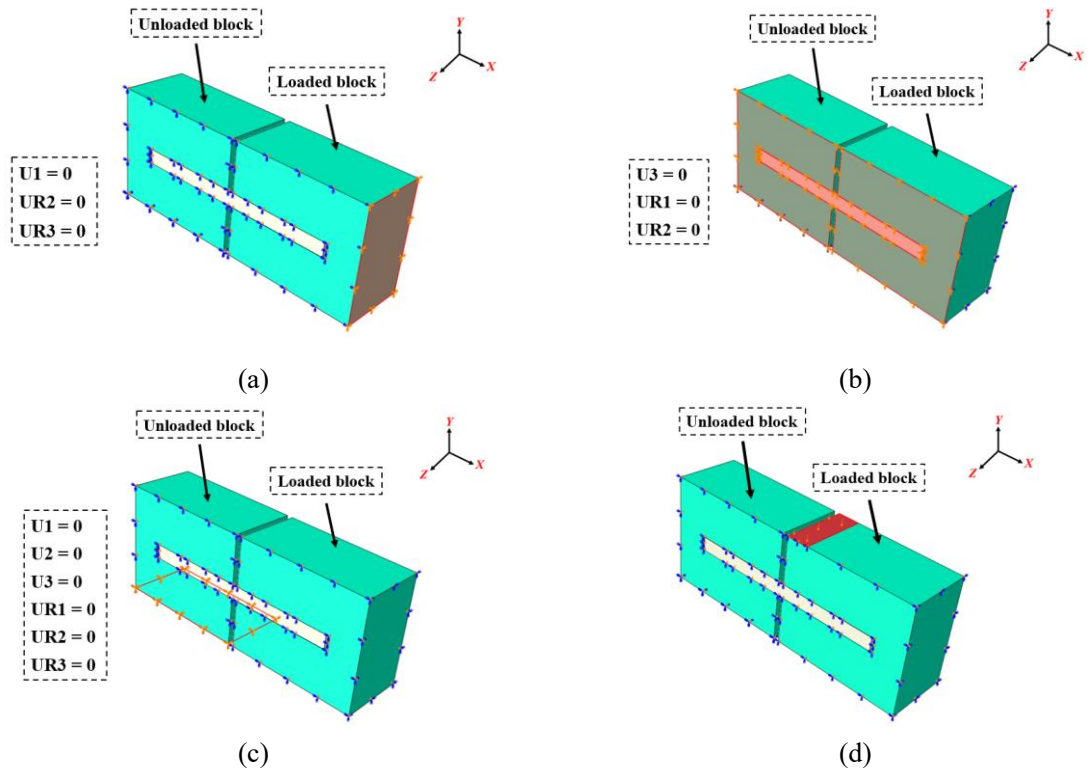 Unloaded block
Loaded block
Y
X
Z
U1 = 0
UR2 = 0
UR3 = 0
(a)
Unloaded block
Loaded block
Y
X
Z
U3 = 0
UR1 = 0
UR2 = 0
(b)
Unloaded block
Loaded block
Y
X
Z
U1 = 0
U2 = 0
U3 = 0
UR1 = 0
UR2 = 0
UR3 = 0
(c)
Unloaded block
Loaded block
Y
X
Z
(d)